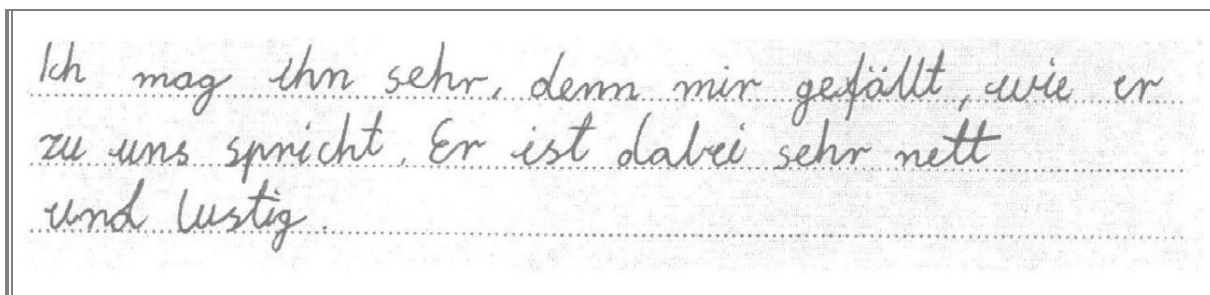 Ich mag ihn sehr, denn mir gefällt, wie er
zu uns spricht. Er ist dabei sehr nett
und lustig.